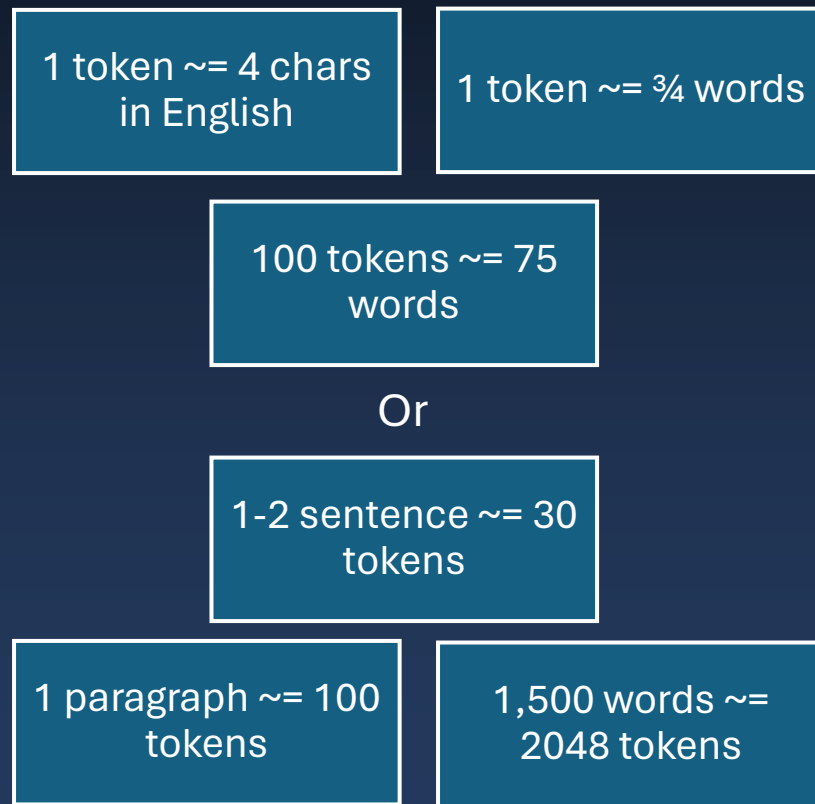 1 token ~= 4 chars
in English
1 token ~= ¾ words
100 tokens ~= 75
words
Or
1-2 sentence ~= 30
tokens
1 paragraph ~= 100
tokens
1,500 words ~=
2048 tokens